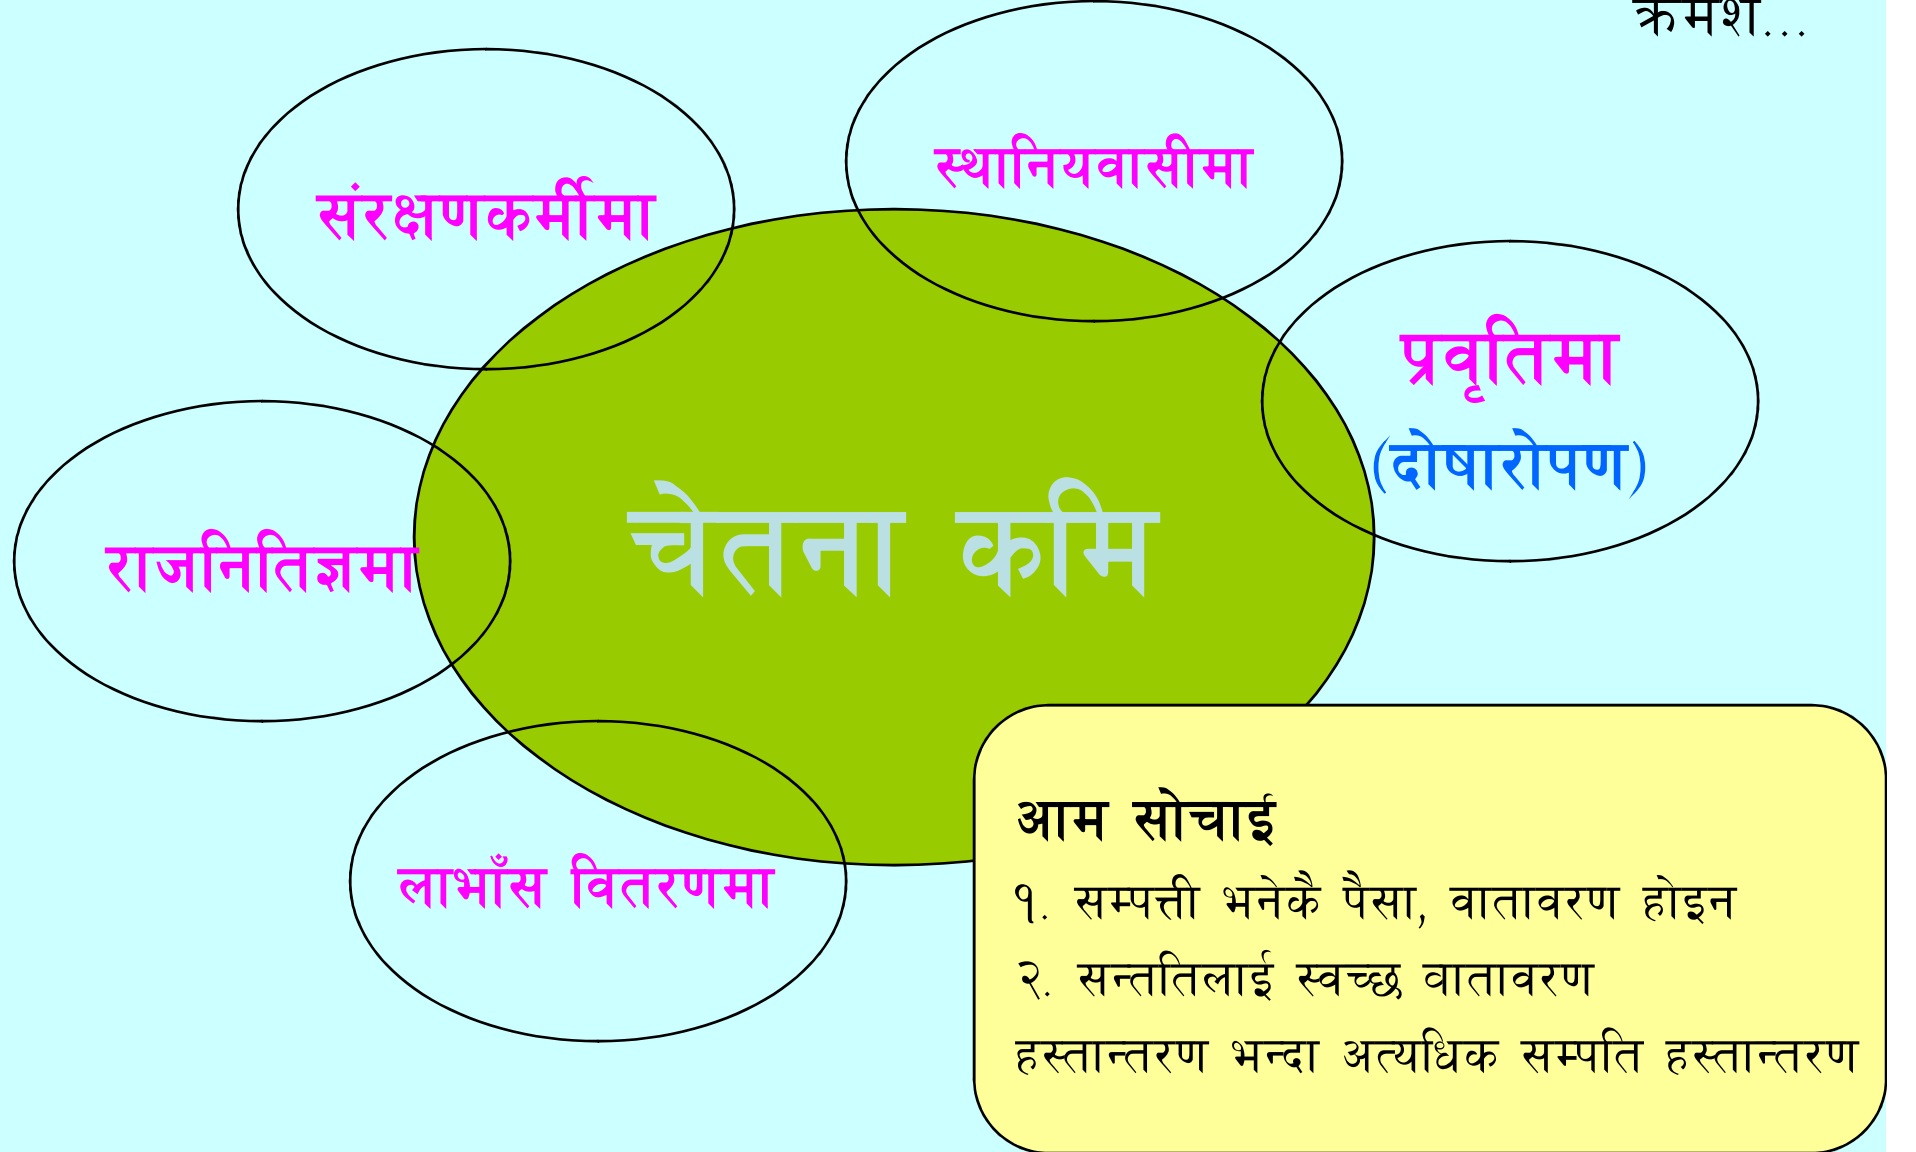 क्रमश...
स्थानियवासीमा
संरक्षणकर्मीमा
प्रवृतिमा
(दोषारोपण)
चेतना कमि
राजनितिज्ञमा
लाभाँस वितरणमा
आम सोचाई
१. सम्पत्ती भनेकै पैसा, वातावरण होइन
२. सन्ततिलाई स्वच्छ वातावरण
हस्तान्तरण भन्दा अत्यधिक सम्पति हस्तान्तरण